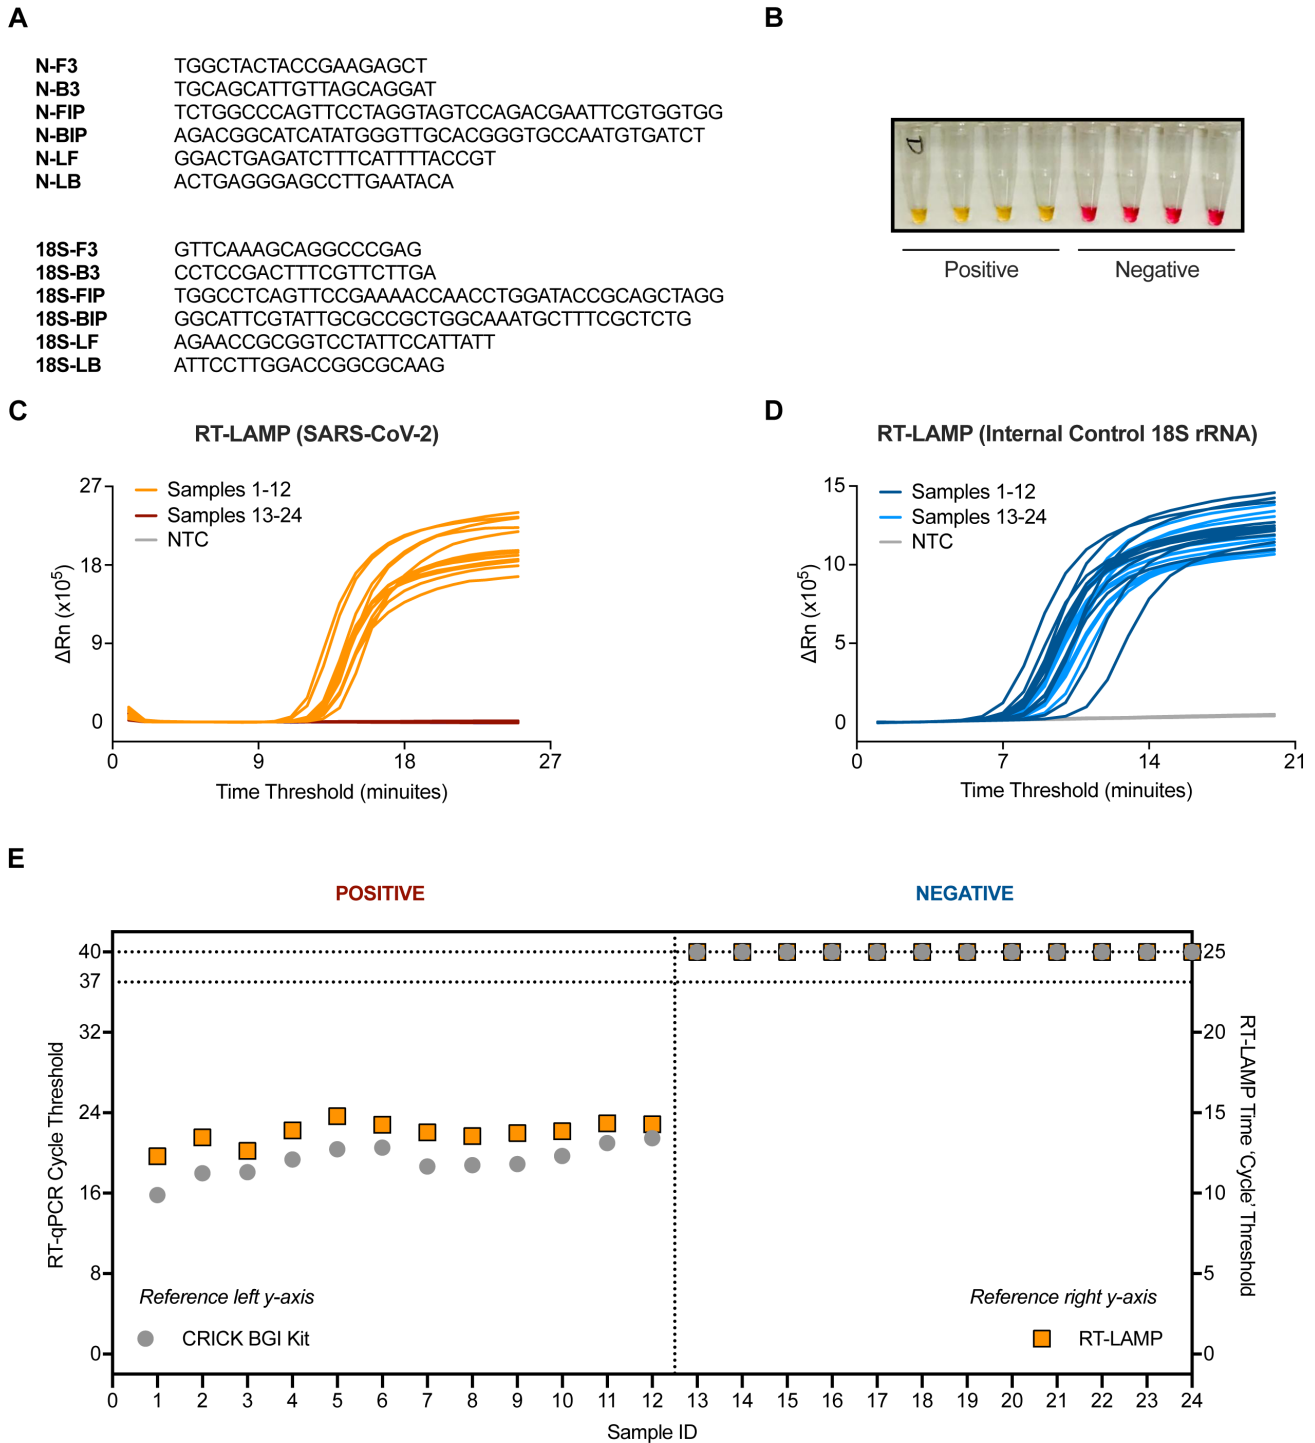 A
N-F3 TGGCTACTACCGAAGAGCT
N-B3 TGCAGCATTGTTAGCAGGAT
N-FIP TCTGGCCCAGTTCCTAGGTAGTCCAGACGAATTCGTGGTGG
N-BIP AGACGGCATCATATGGGTTGCACGGGTGCCAATGTGATCT
N-LF GGACTGAGATCTTTCATTTTACCGT
N-LB ACTGAGGGAGCCTTGAATACA
18S-F3 GTTCAAAGCAGGCCCGAG
18S-B3 CCTCCGACTTTCGTTCTTGA
18S-FIP TGGCCTCAGTTCCGAAAACCAACCTGGATACCGCAGCTAGG
18S-BIP GGCATTCGTATTGCGCCGCTGGCAAATGCTTTCGCTCTG
18S-LF AGAACCGCGGTCCTATTCCATTATT
18S-LB ATTCCTTGGACCGGCGCAAG
B
Positive
Negative
C
RT-LAMP (SARS-CoV-2)
Samples 1-12
Samples 13-24
NTC
27
18
9
0
ΔRn (x10⁵)
0 9 18 27
Time Threshold (minuites)
D
RT-LAMP (Internal Control 18S rRNA)
Samples 1-12
Samples 13-24
NTC
15
10
5
0
ΔRn (x10⁵)
0 7 14 21
Time Threshold (minuites)
E
POSITIVE
NEGATIVE
40
37
32
24
16
8
0
RT-qPCR Cycle Threshold
25
20
15
10
5
0
RT-LAMP Time ‘Cycle’ Threshold
Reference left y-axis
CRICK BGI Kit
Reference right y-axis
RT-LAMP
0 1 2 3 4 5 6 7 8 9 10 11 12 13 14 15 16 17 18 19 20 21 22 23 24
Sample ID